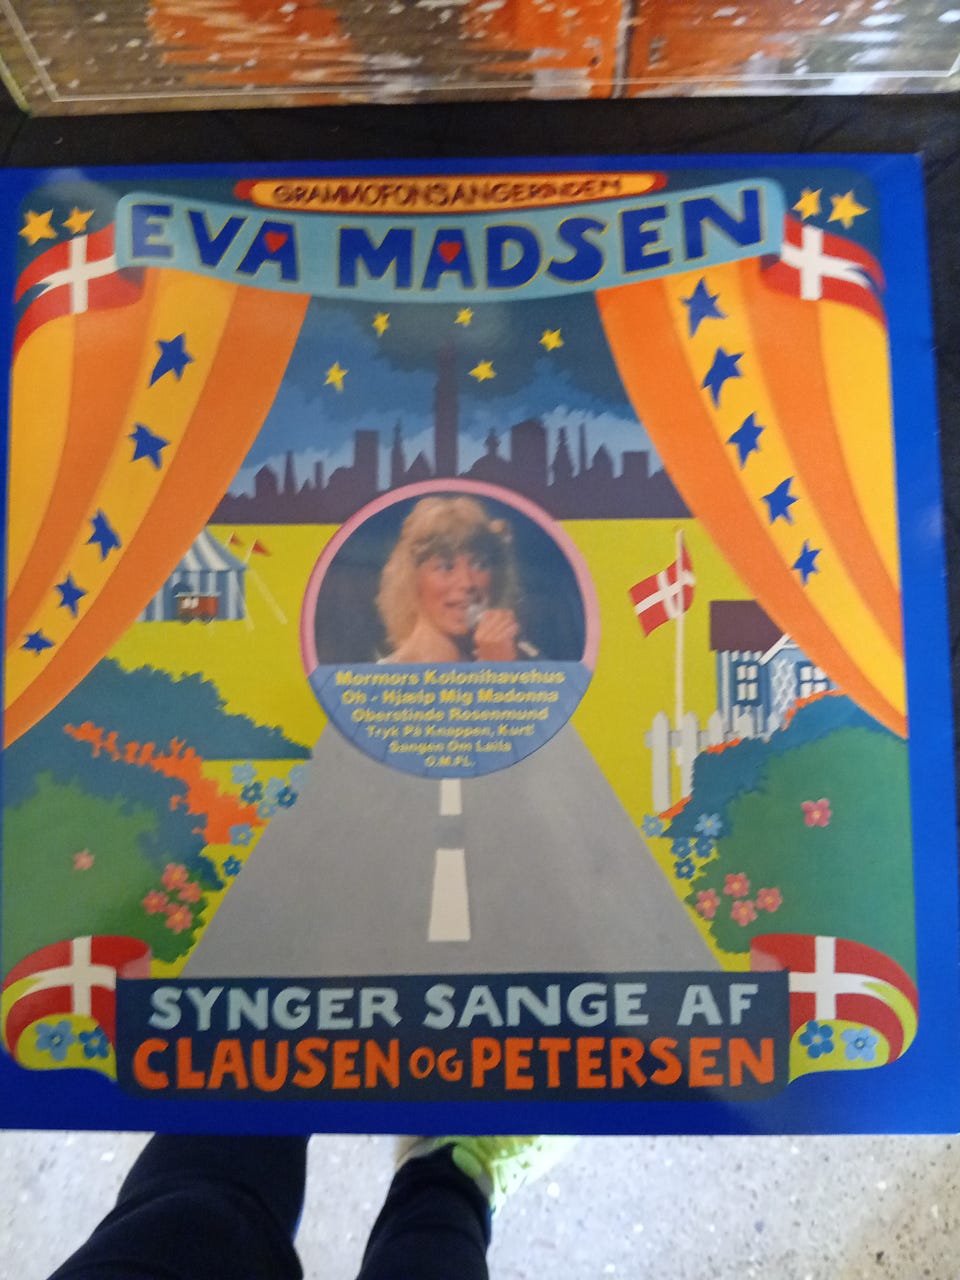 GRAMMOFONSANGERINDEN
EVA MADSEN
Mormors Kolonihavehus
Oh - Hjælp Mig Madonna
Oberstinde Rosenmund
Tryk På Knappen, Kurt!
Sangen Om Laila
O.M.FL.
SYNGER SANGE AF
CLAUSEN OG PETERSEN